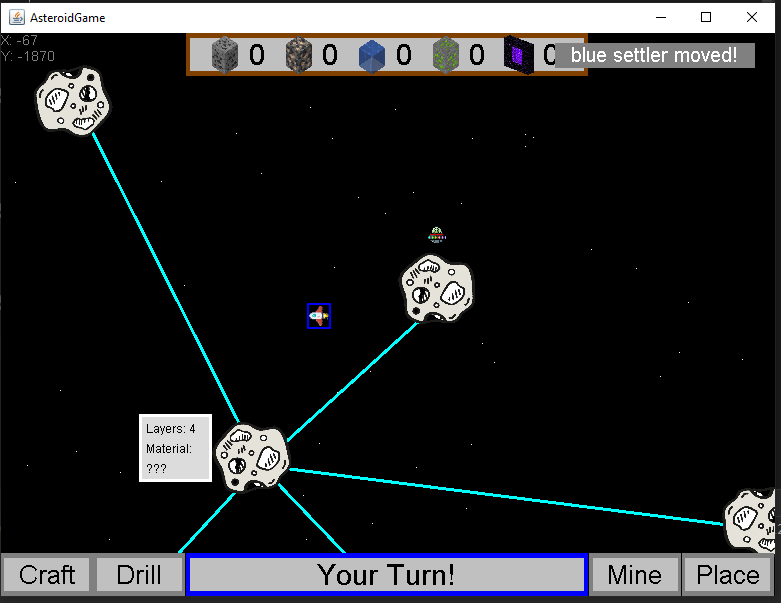 AsteroidGame
X: -67
Y: -1870
0 0 0 0 0
blue settler moved!
Layers: 4
Material:
???
Craft
Drill
Your Turn!
Mine
Place